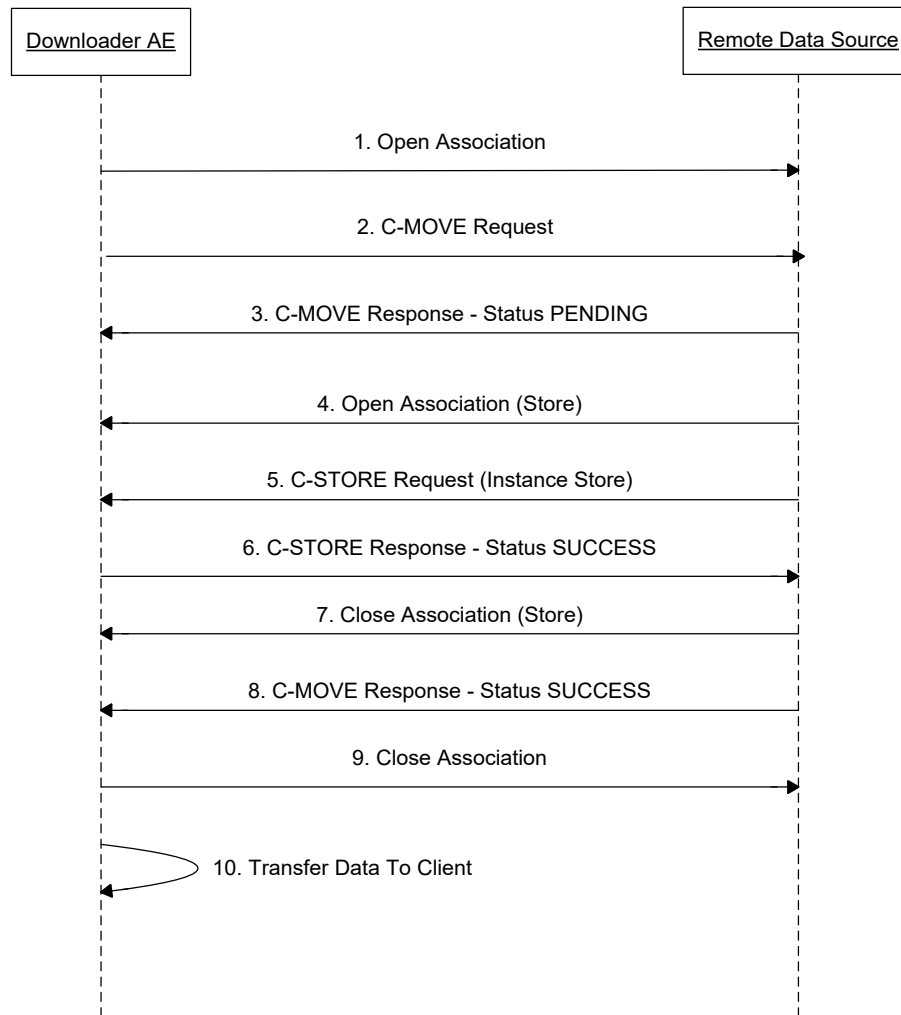 Downloader AE
Remote Data Source
1. Open Association
2. C-MOVE Request
3. C-MOVE Response - Status PENDING
4. Open Association (Store)
5. C-STORE Request (Instance Store)
6. C-STORE Response - Status SUCCESS
7. Close Association (Store)
8. C-MOVE Response - Status SUCCESS
9. Close Association
10. Transfer Data To Client